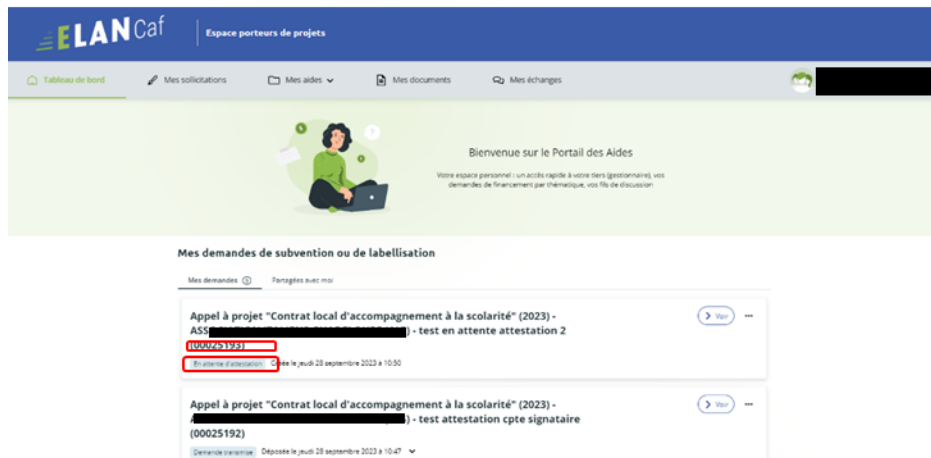 ELAN Caf
Espace porteurs de projets
Tableau de bord
Mes sollicitations
Mes aides
Mes documents
Mes échanges
Bienvenue sur le Portail des Aides
Votre espace personnel : un accès rapide à votre tiers (gestionnaire), vos
demandes de financement par thématique, vos fils de discussion
Mes demandes de subvention ou de labellisation
Mes demandes
Partagées avec moi
Appel à projet "Contrat local d'accompagnement à la scolarité" (2023) -
Voir
) - test en attente attestation 2
(00025193)
En attente d'attestation
Créée le jeudi 28 septembre 2023 à 10:50
Appel à projet "Contrat local d'accompagnement à la scolarité" (2023) -
Voir
) - test attestation cpte signataire
(00025192)
Demande transmise
Déposée le jeudi 28 septembre 2023 à 10:47